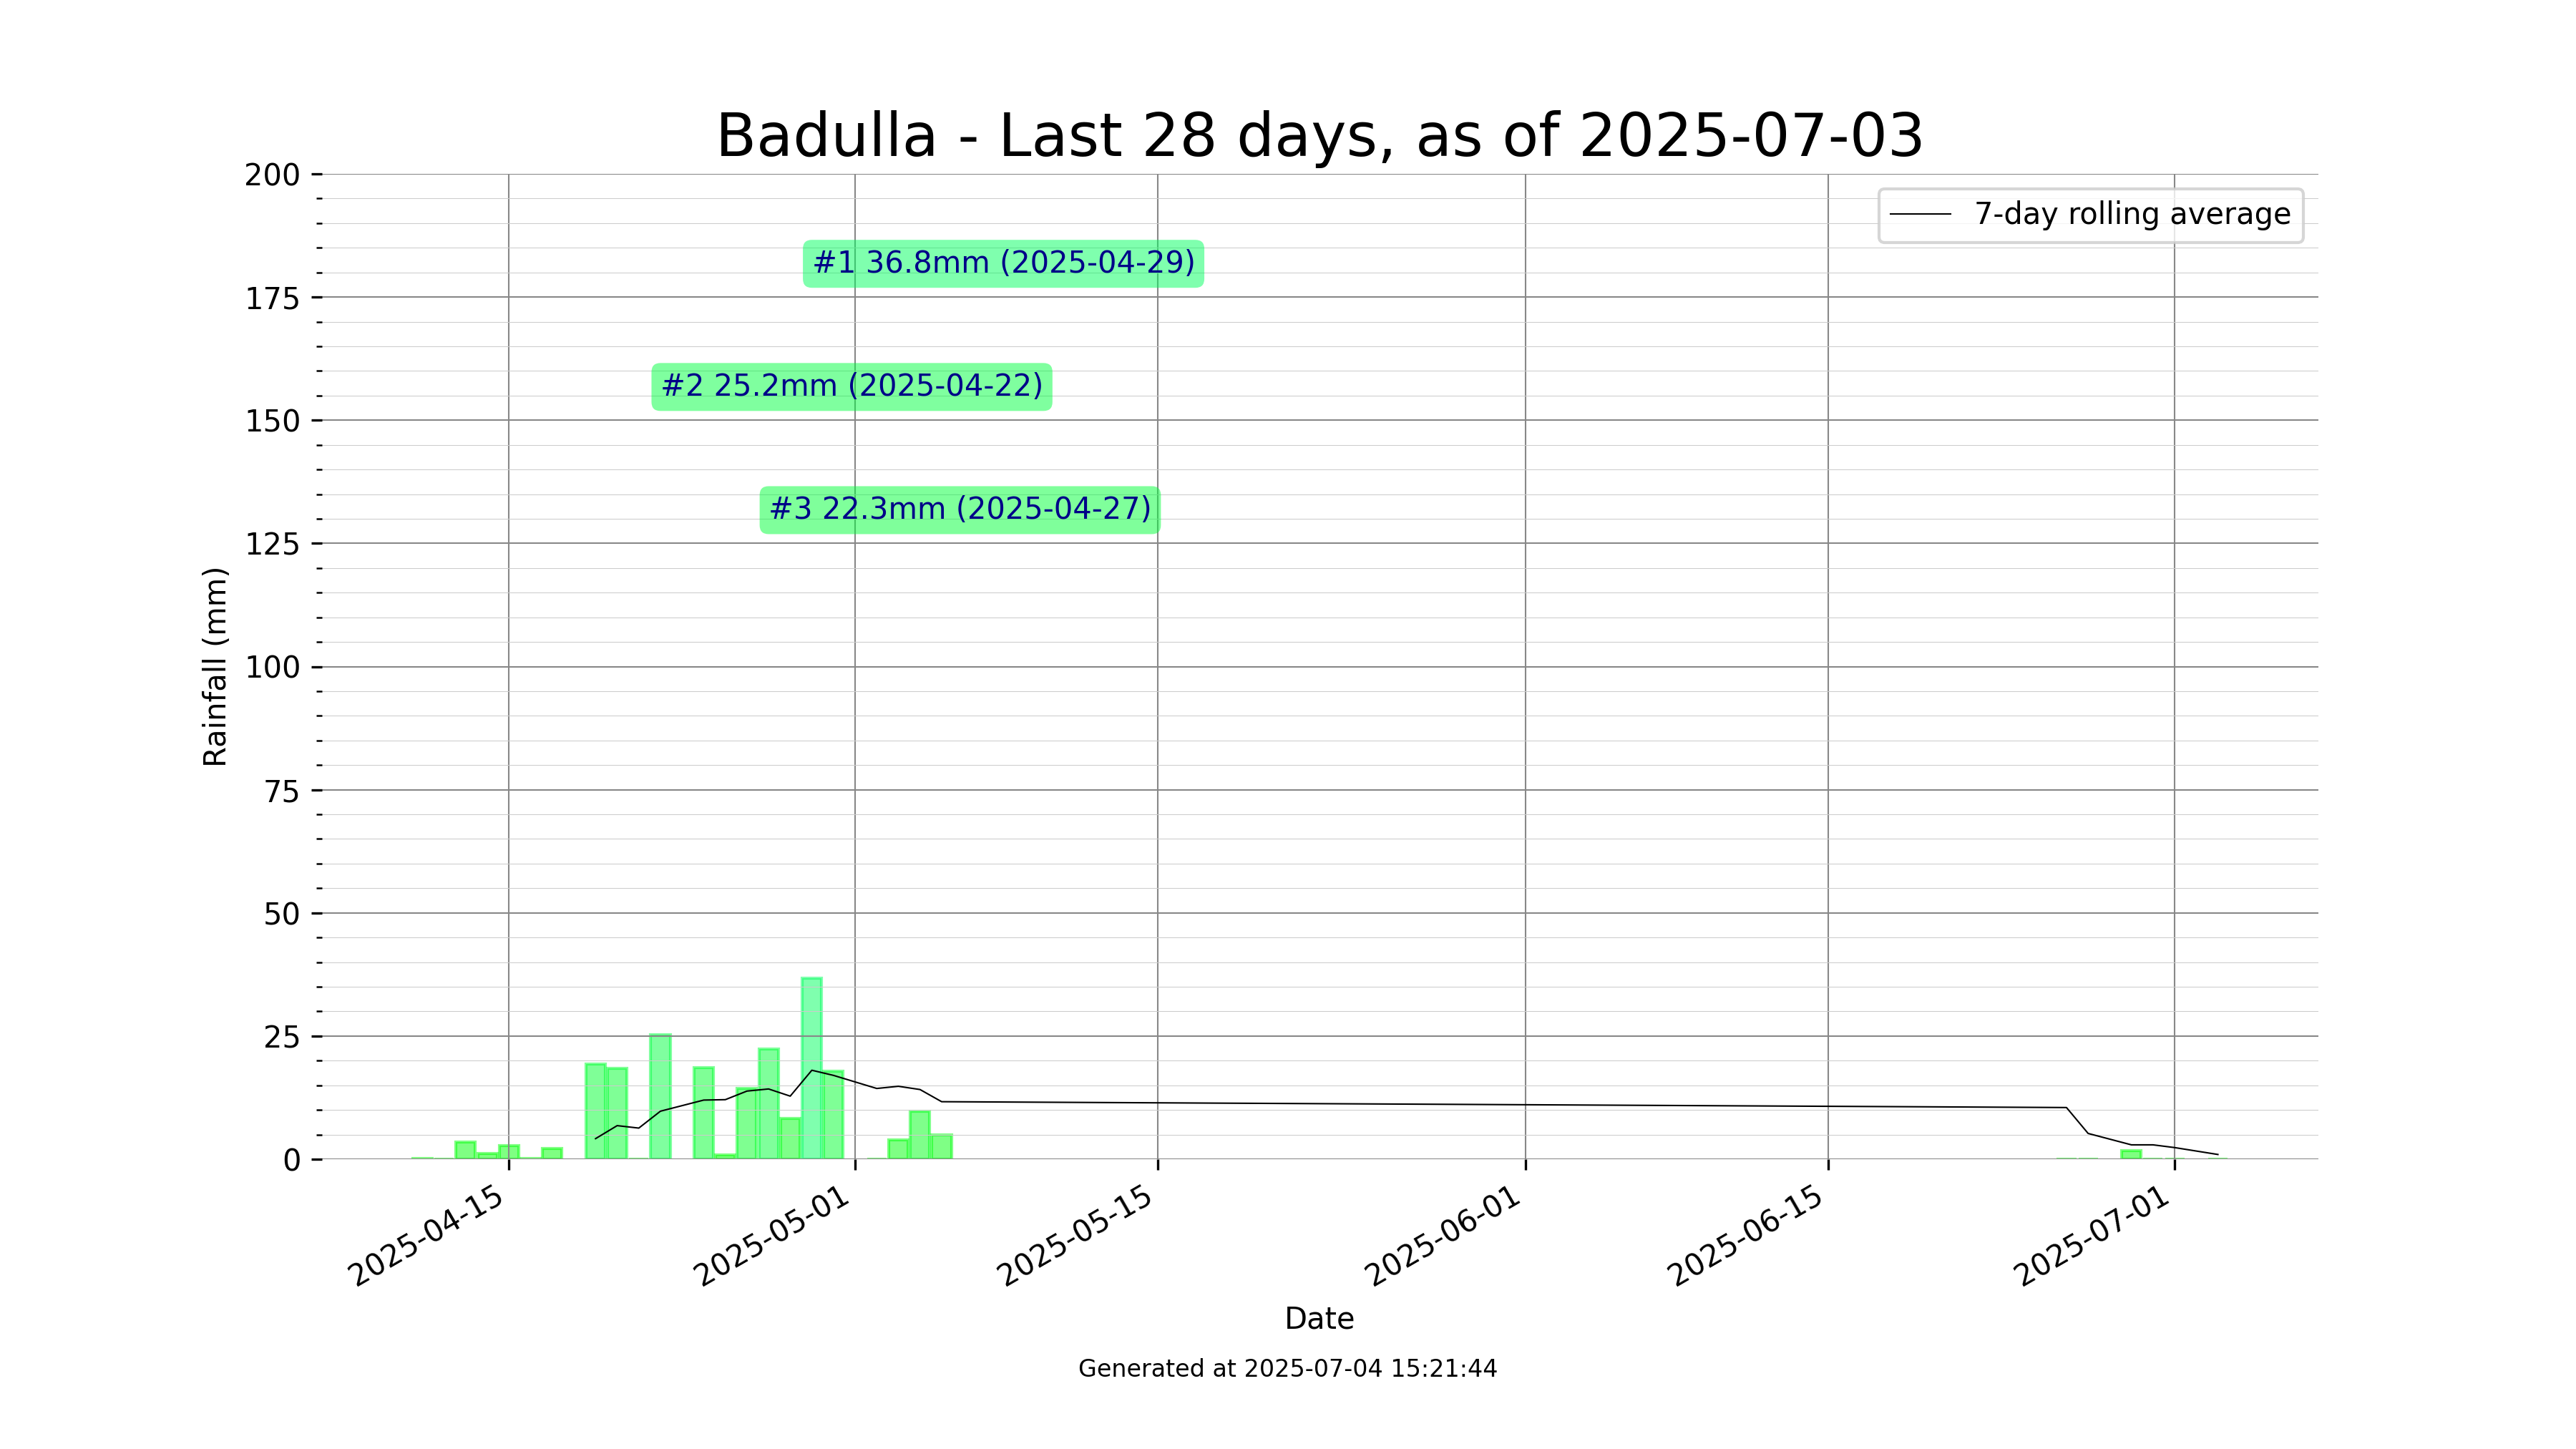 Badulla - Last 28 days, as of 2025-07-03
200
175
150
125
100
75
50
25
0
Rainfall (mm)
7-day rolling average
#1 36.8mm (2025-04-29)
#2 25.2mm (2025-04-22)
#3 22.3mm (2025-04-27)
2025-04-15
2025-05-01
2025-05-15
2025-06-01
2025-06-15
2025-07-01
Date
Generated at 2025-07-04 15:21:44